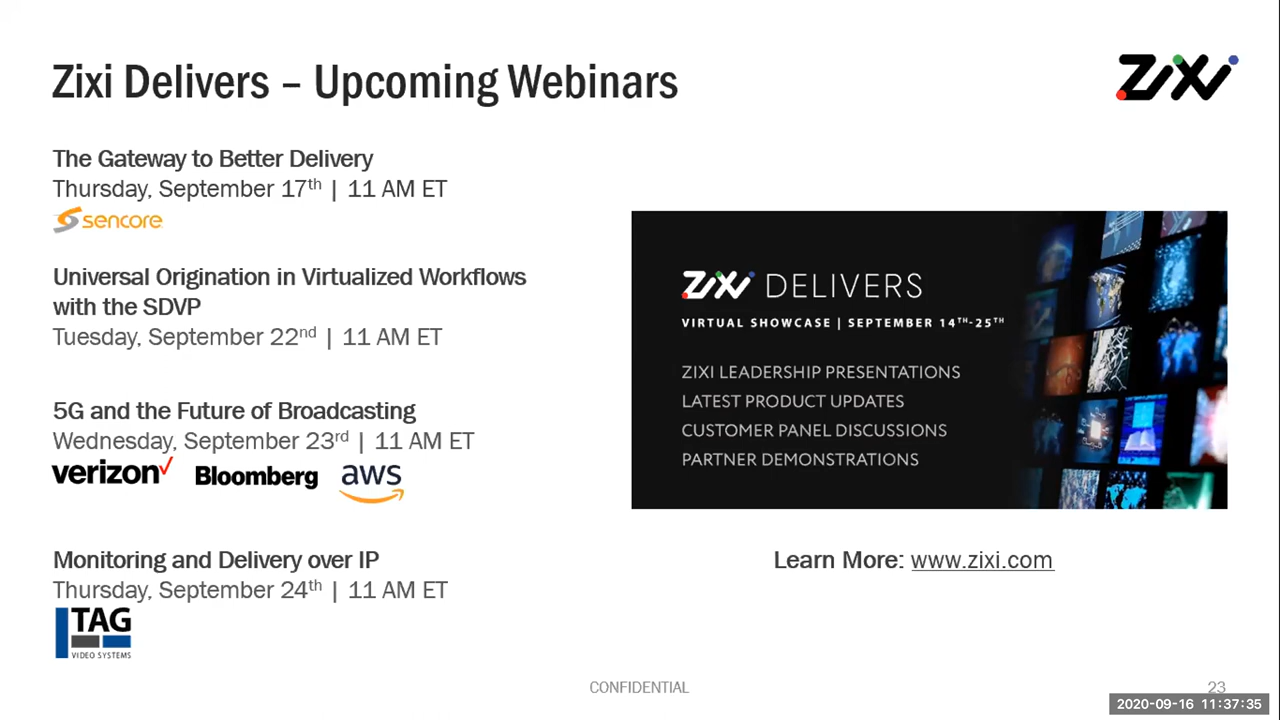 Zixi Delivers – Upcoming Webinars
ZiXi
The Gateway to Better Delivery
Thursday, September 17th | 11 AM ET
sencore
Universal Origination in Virtualized Workflows
with the SDVP
Tuesday, September 22nd | 11 AM ET
5G and the Future of Broadcasting
Wednesday, September 23rd | 11 AM ET
verizon Bloomberg aws
Monitoring and Delivery over IP
Thursday, September 24th | 11 AM ET
TAG
VIDEO SYSTEMS
ZiXi DELIVERS
VIRTUAL SHOWCASE | SEPTEMBER 14TH-25TH
ZIXI LEADERSHIP PRESENTATIONS
LATEST PRODUCT UPDATES
CUSTOMER PANEL DISCUSSIONS
PARTNER DEMONSTRATIONS
Learn More: www.zixi.com
CONFIDENTIAL
23
2020-09-16 11:37:35